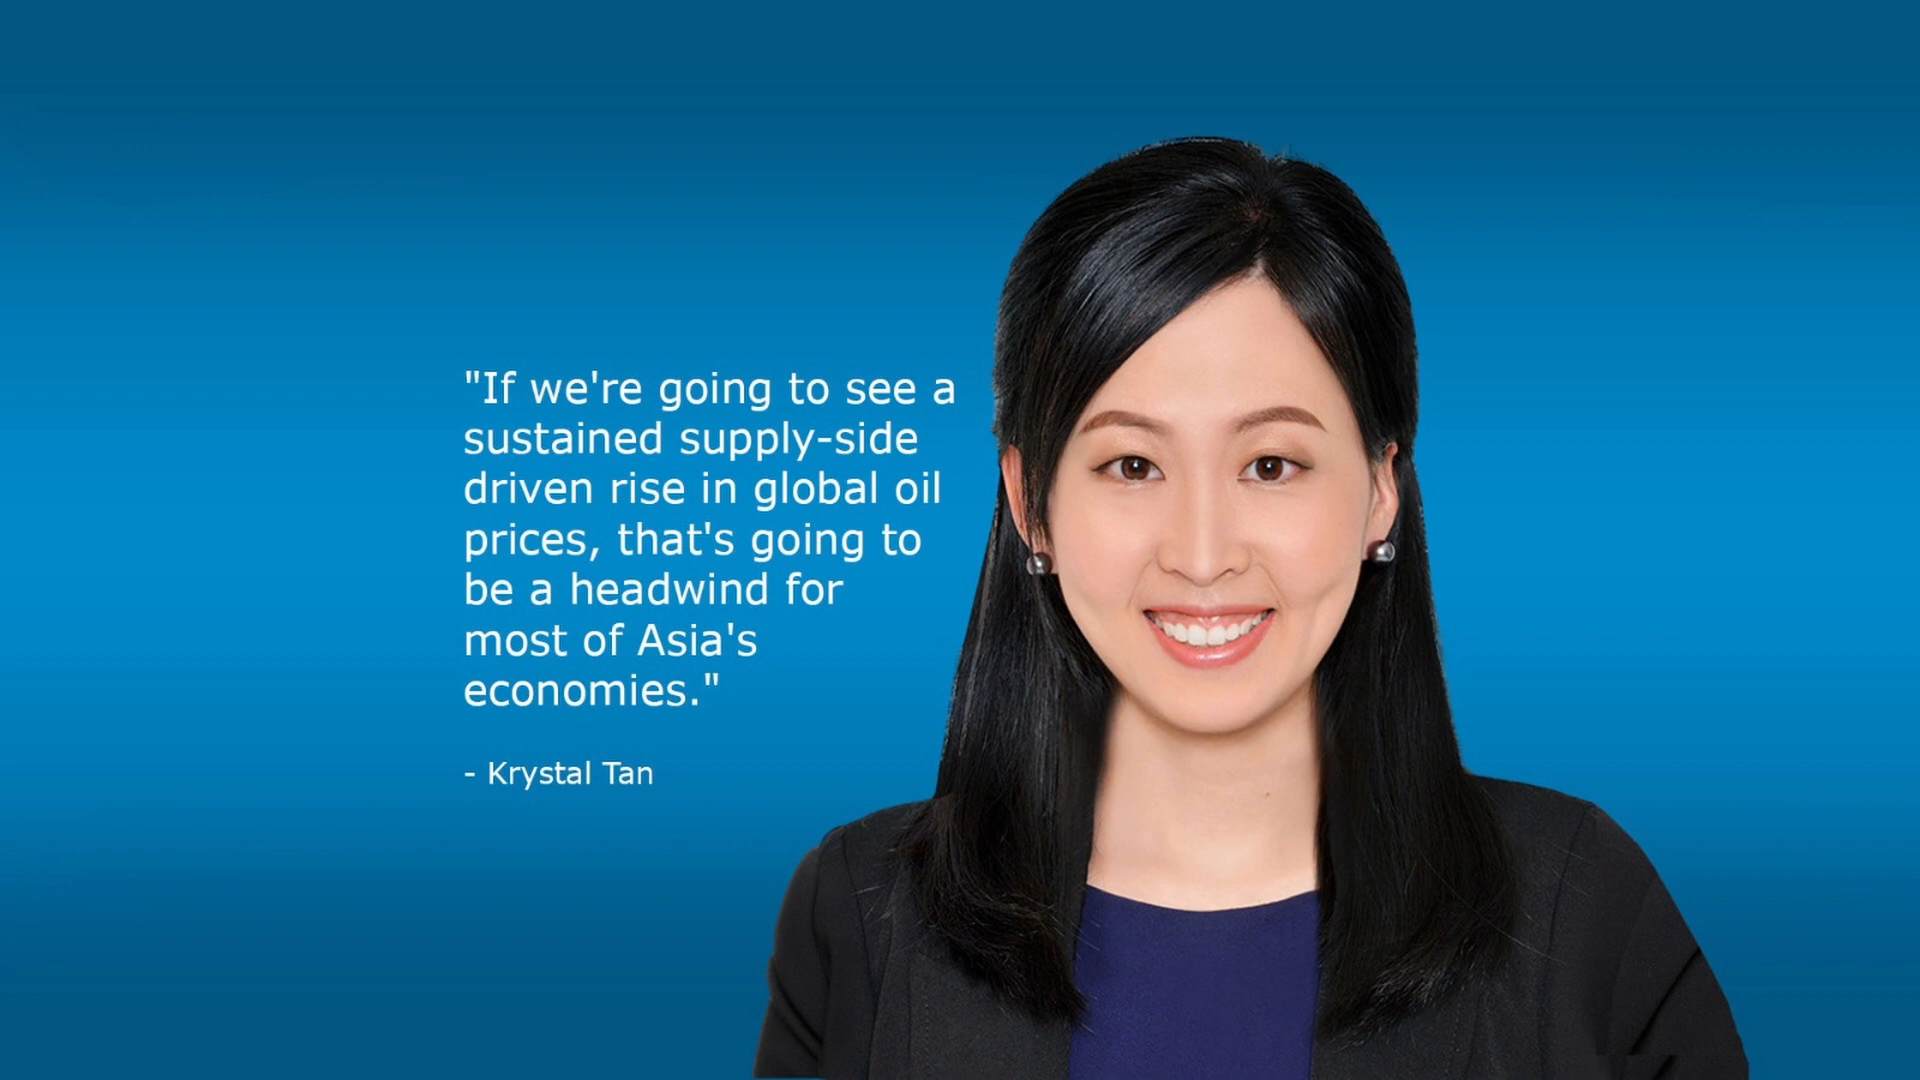 "If we're going to see a
sustained supply-side
driven rise in global oil
prices, that's going to
be a headwind for
most of Asia's
economies."
- Krystal Tan